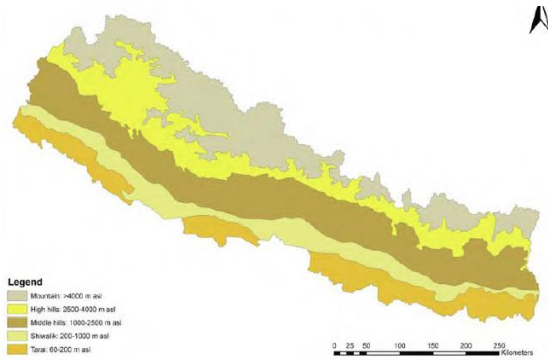 Legend
Mountain: >4000 m asl
High hills: 2500-4000 m asl
Middle hills: 1000-2500 m asl
Shiwalik: 200-1000 m asl
Tarai: 60-200 m asl
0 25 50 100 150 200 250
Kilometers